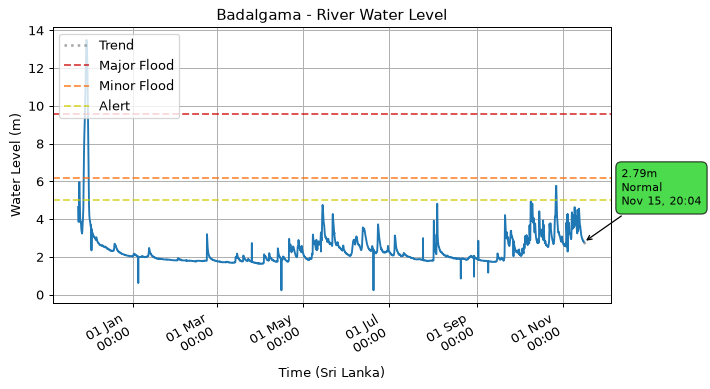 Badalgama - River Water Level
Trend
Major Flood
Minor Flood
Alert
Water Level (m)
14
12
10
8
6
4
2
0
2.79m
Normal
Nov 15, 20:04
01 Jan
00:00
01 Mar
00:00
01 May
00:00
01 Jul
00:00
01 Sep
00:00
01 Nov
00:00
Time (Sri Lanka)